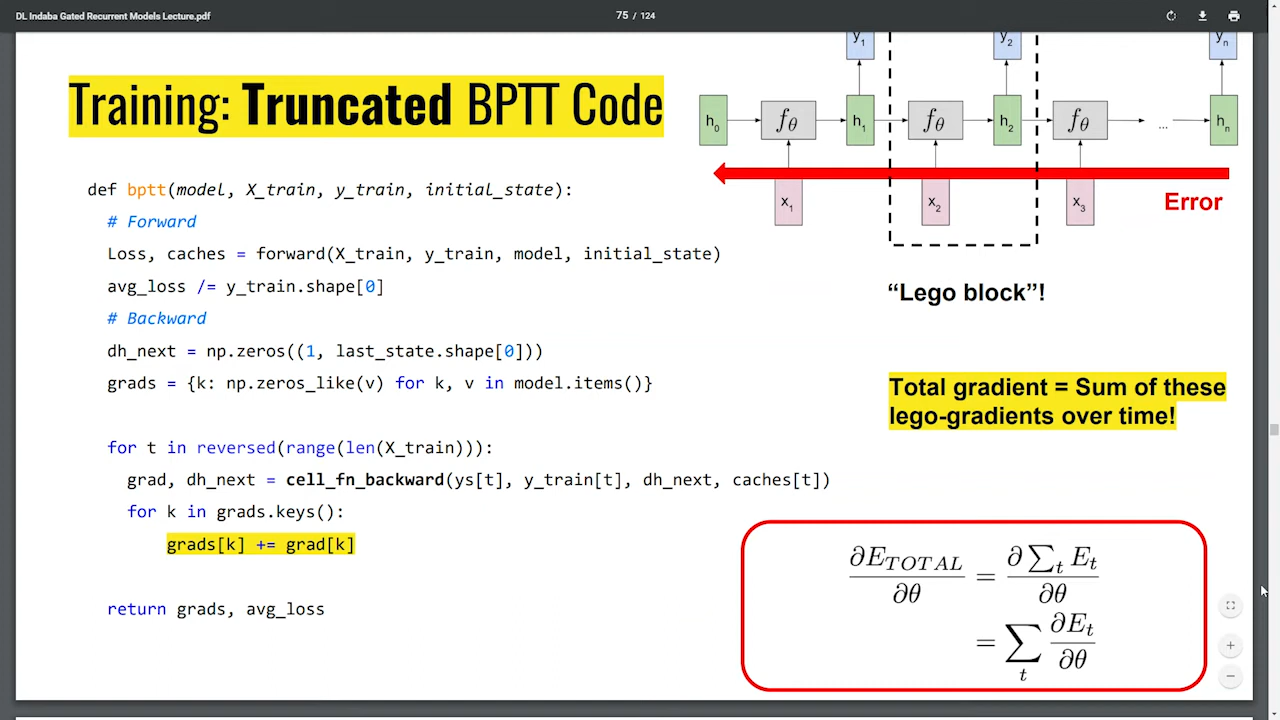 DL Indaba Gated Recurrent Models Lecture.pdf
75 / 124
Training: Truncated BPTT Code
y1 y2 yn
h0 fθ h1 fθ h2 fθ ... hn
x1 x2 x3
Error
def bptt(model, X_train, y_train, initial_state):
# Forward
Loss, caches = forward(X_train, y_train, model, initial_state)
avg_loss /= y_train.shape[0]
# Backward
dh_next = np.zeros((1, last_state.shape[0]))
grads = {k: np.zeros_like(v) for k, v in model.items()}
for t in reversed(range(len(X_train))):
grad, dh_next = cell_fn_backward(ys[t], y_train[t], dh_next, caches[t])
for k in grads.keys():
grads[k] += grad[k]
return grads, avg_loss
“Lego block”!
Total gradient = Sum of these
lego-gradients over time!
∂E_TOTAL/∂θ = ∂∑_t E_t/∂θ
= ∑_t ∂E_t/∂θ